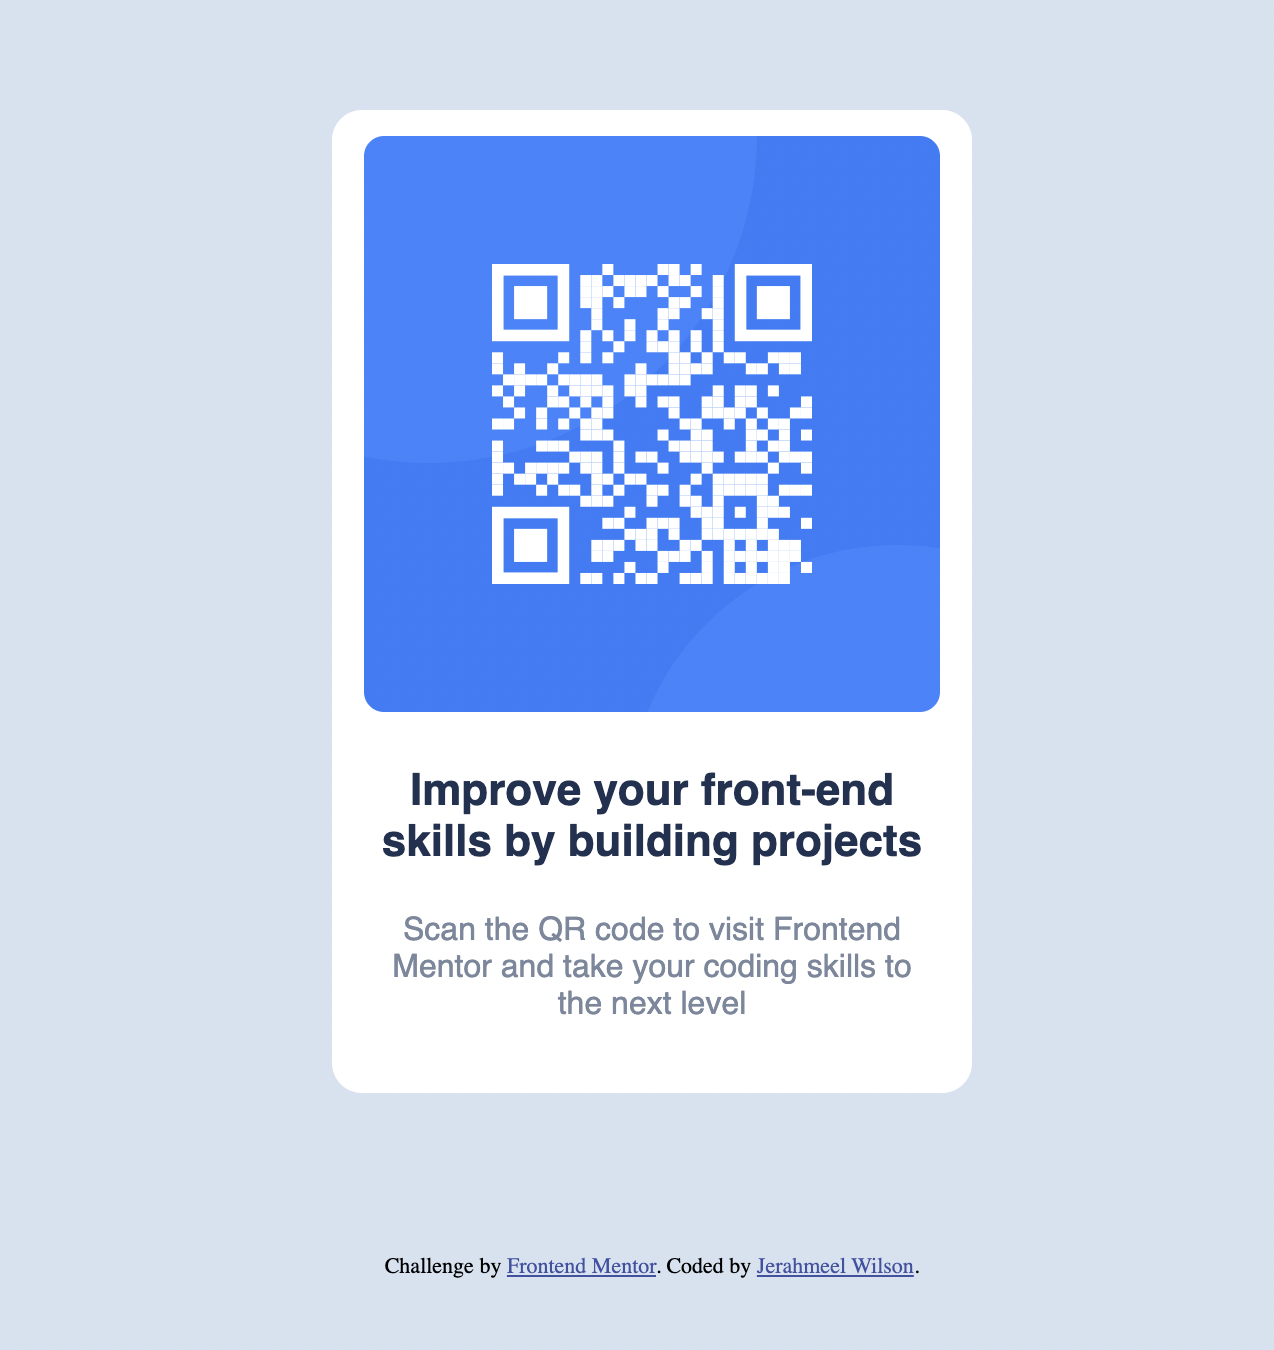 Improve your front-end
skills by building projects
Scan the QR code to visit Frontend
Mentor and take your coding skills to
the next level
Challenge by Frontend Mentor. Coded by Jerahmeel Wilson.